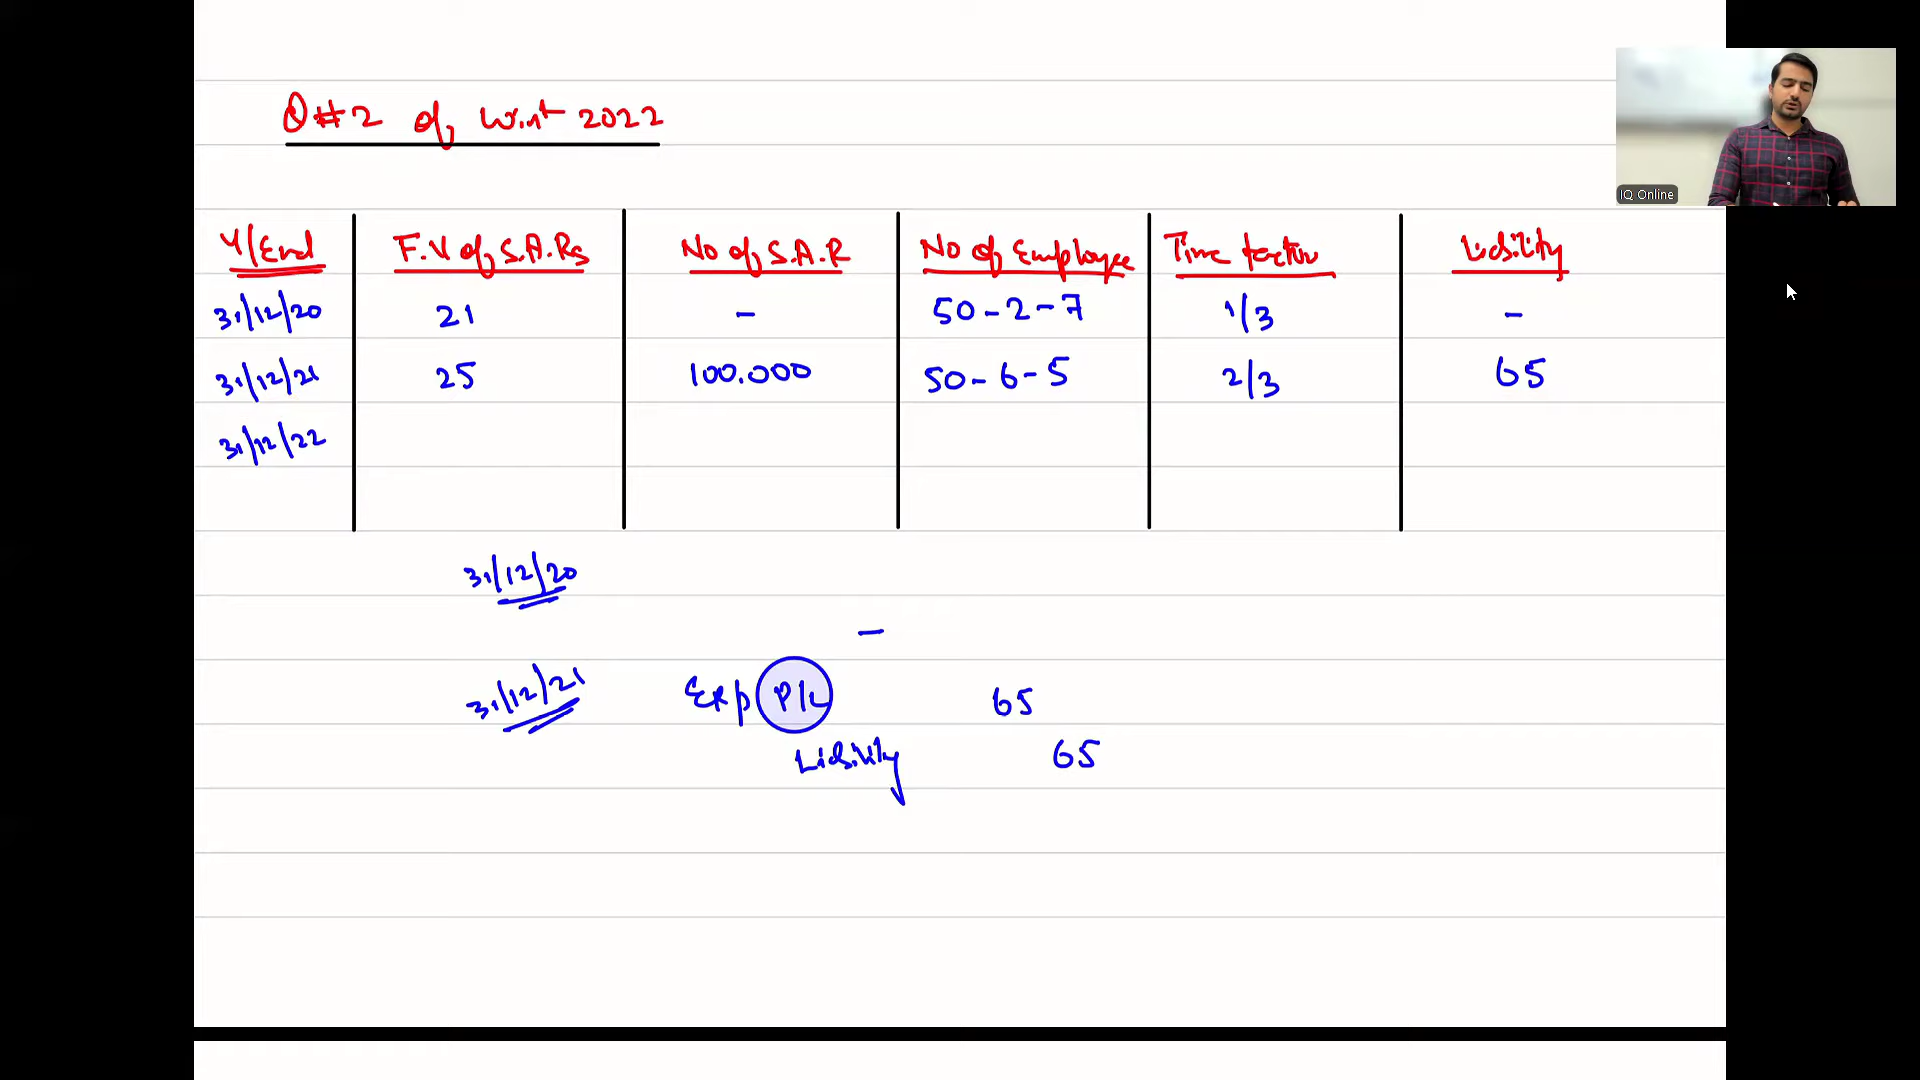 Q#2 of Wint 2022
IQ Online
Y/End F.V of S.A.Rs No of S.A.R No of Employee Time factor Liability
31/12/20 21 - 50-2-7 1/3 -
31/12/21 25 100.000 50-6-5 2/3 65
31/12/22
31/12/20
-
31/12/21 Exp P/L 65
Liability 65